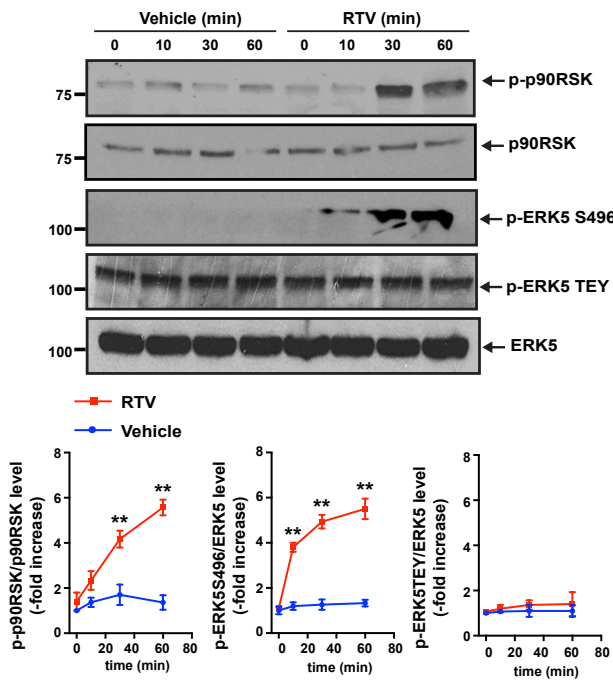 Vehicle (min) RTV (min)
0 10 30 60 0 10 30 60
75 p-p90RSK
75 p90RSK
100 p-ERK5 S496
100 p-ERK5 TEY
100 ERK5
RTV
Vehicle
p-p90RSK/p90RSK level
(-fold increase)
8
6
4
2
0
** **
0 20 40 60 80
time (min)
p-ERK5S496/ERK5 level
(-fold increase)
8
6
4
2
0
** ** **
0 20 40 60 80
time (min)
p-ERK5TEY/ERK5 level
(-fold increase)
6
4
2
0
0 20 40 60 80
time (min)